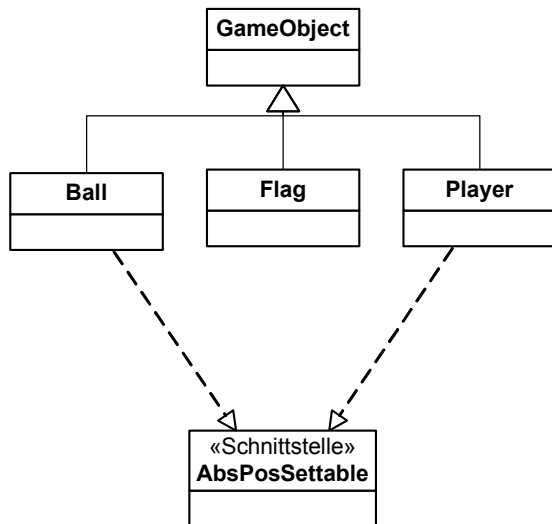 GameObject
Ball
Flag
Player
«Schnittstelle»
AbsPosSettable